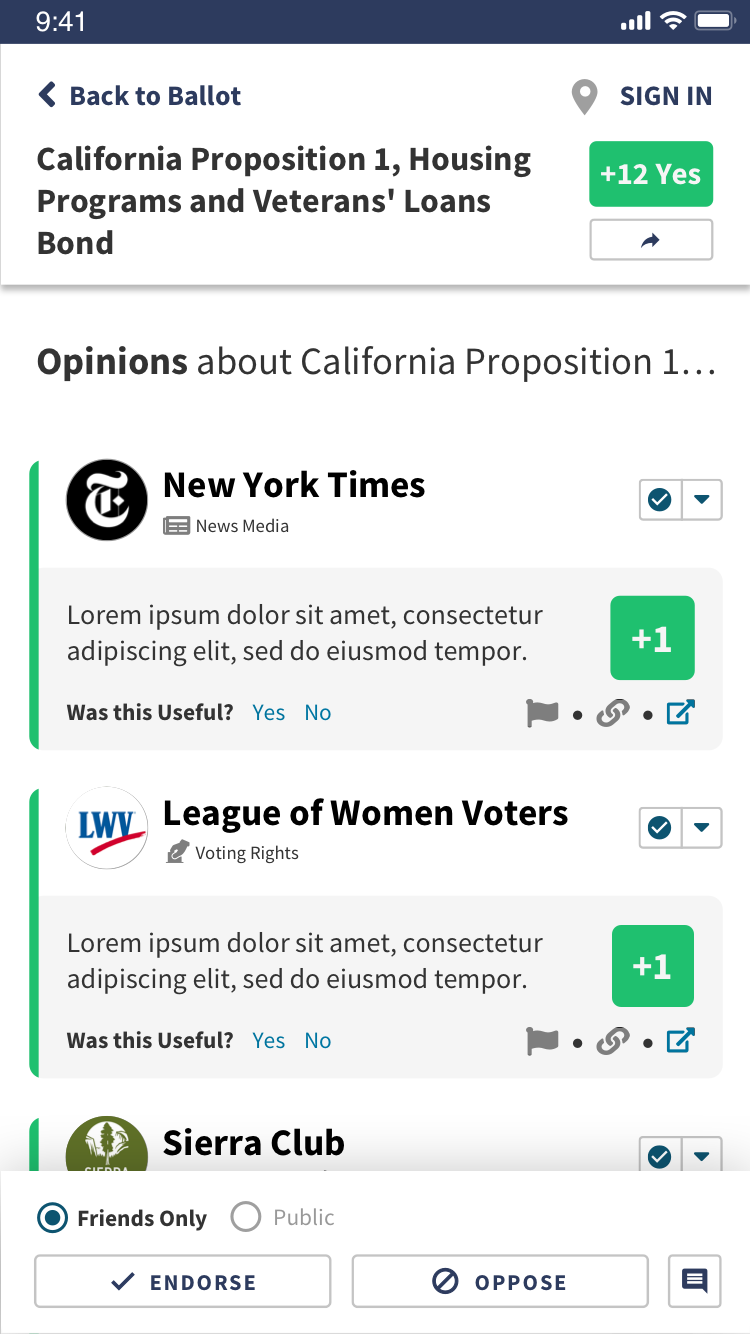 9:41
Back to Ballot
SIGN IN
California Proposition 1, Housing
Programs and Veterans' Loans
Bond
+12 Yes
Opinions about California Proposition 1...
New York Times
News Media
Lorem ipsum dolor sit amet, consectetur
adipiscing elit, sed do eiusmod tempor.
+1
Was this Useful? Yes No
LWV
League of Women Voters
Voting Rights
Lorem ipsum dolor sit amet, consectetur
adipiscing elit, sed do eiusmod tempor.
+1
Was this Useful? Yes No
Sierra Club
SIERRA
Friends Only
Public
ENDORSE
OPPOSE